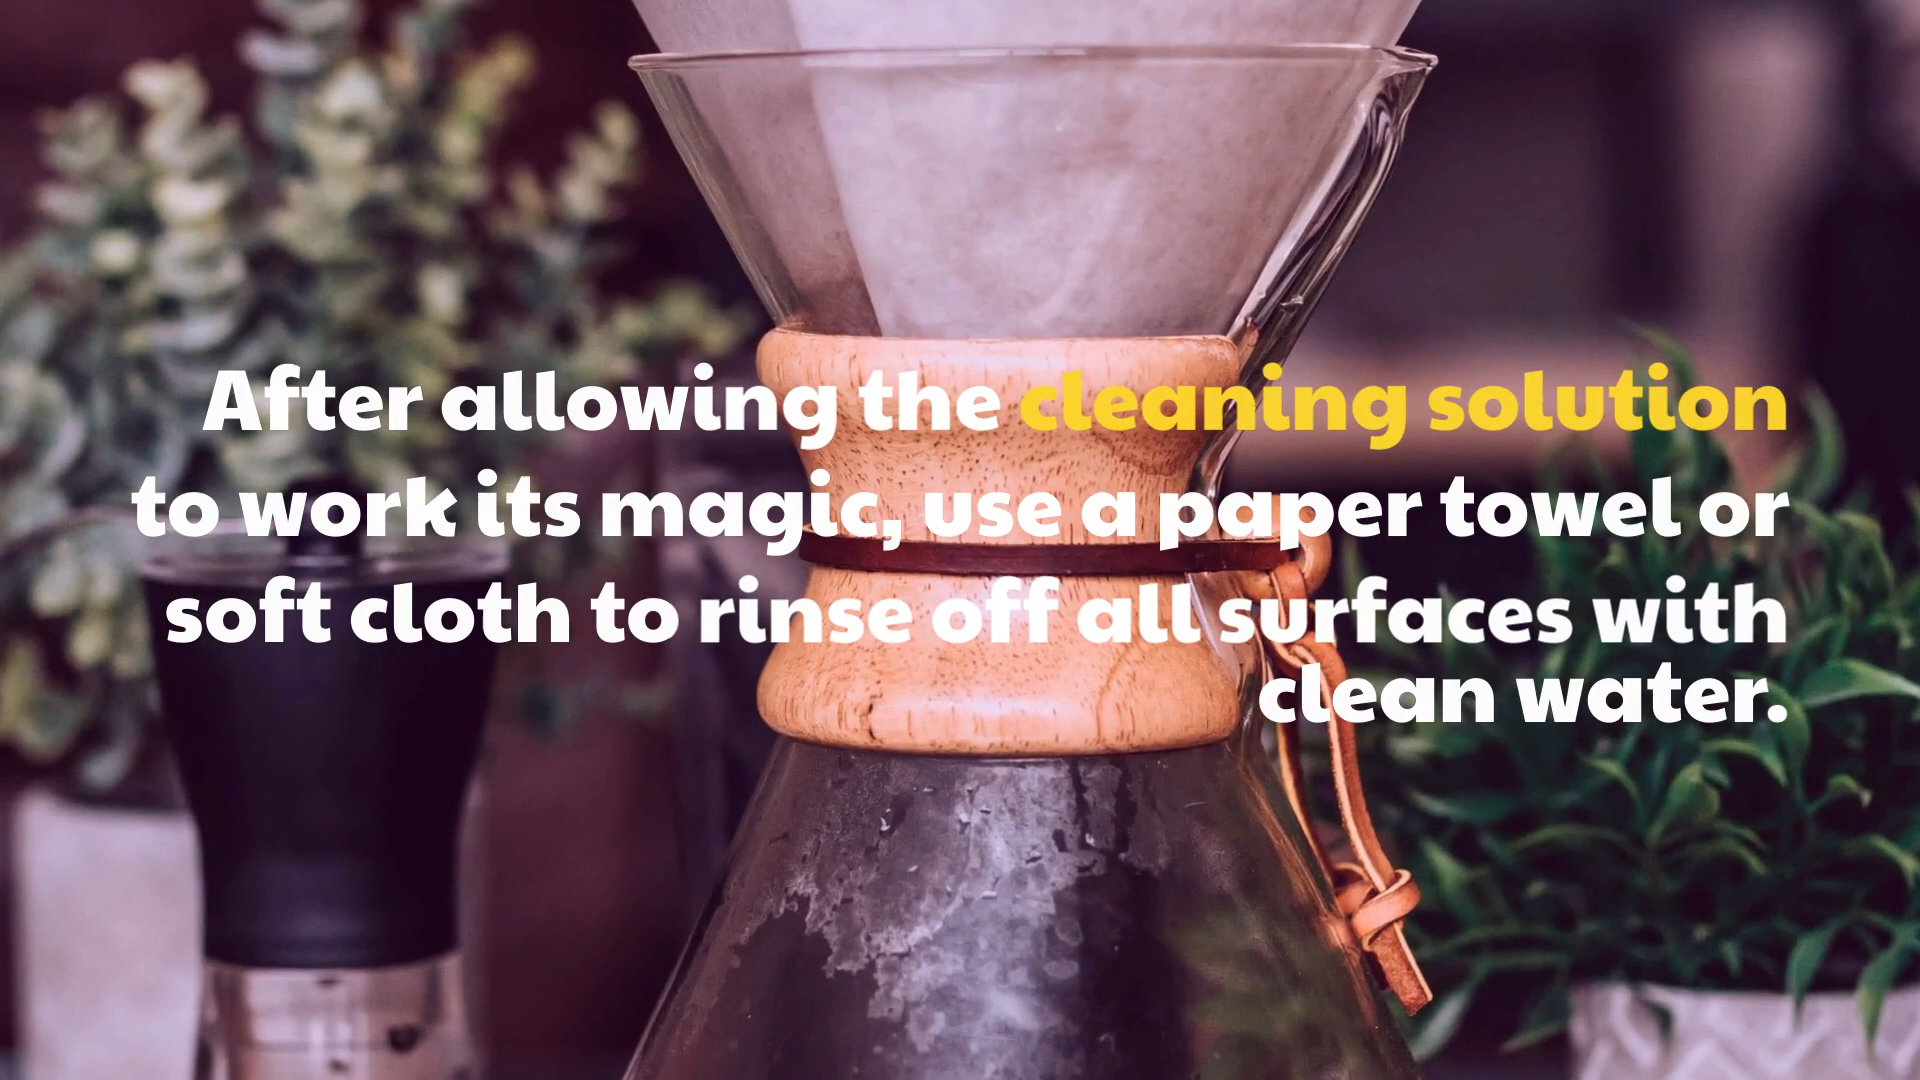 After allowing the cleaning solution
to work its magic, use a paper towel or
soft cloth to rinse off all surfaces with
clean water.